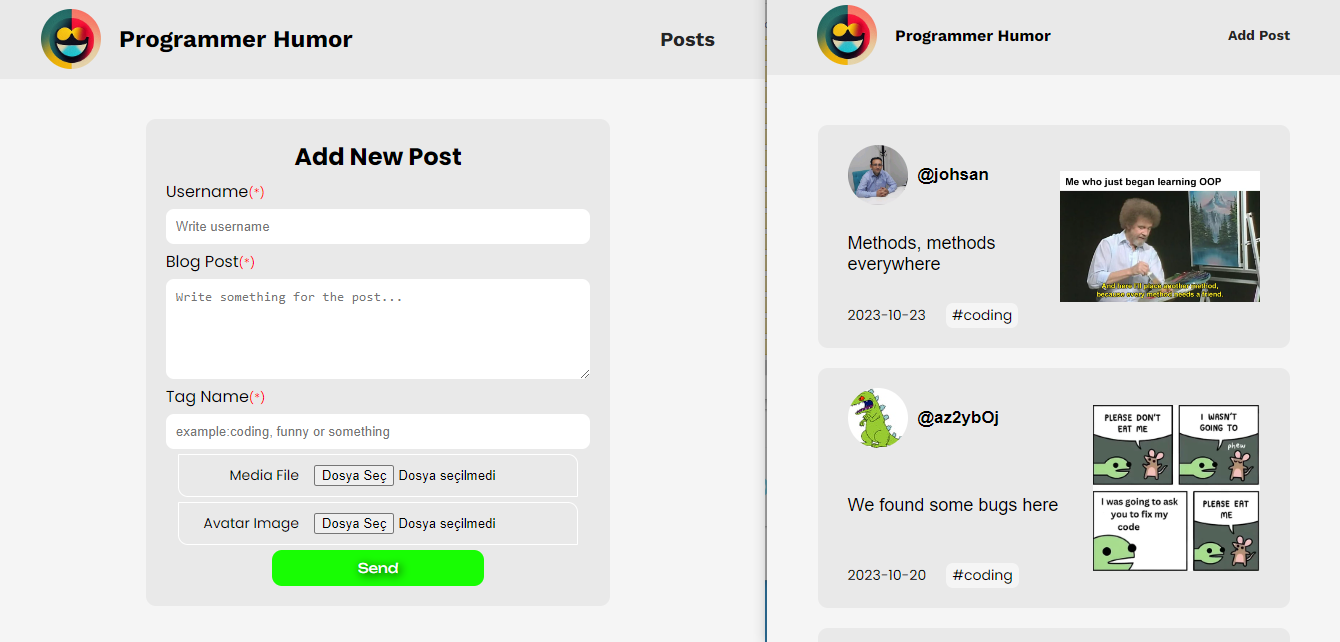 Programmer Humor
Posts
Add New Post
Username(*)
Write username
Blog Post(*)
Write something for the post...
Tag Name(*)
example:coding, funny or something
Media File Dosya Seç Dosya seçilmedi
Avatar Image Dosya Seç Dosya seçilmedi
Send
Programmer Humor
Add Post
@johsan
Methods, methods
everywhere
2023-10-23 #coding
Me who just began learning OOP
And here I'll place another method,
because every method needs a friend.
@az2ybOj
We found some bugs here
2023-10-20 #coding
PLEASE DON'T
EAT ME
I WASN'T
GOING TO
phew
I was going to ask
you to fix my
code
PLEASE EAT
ME